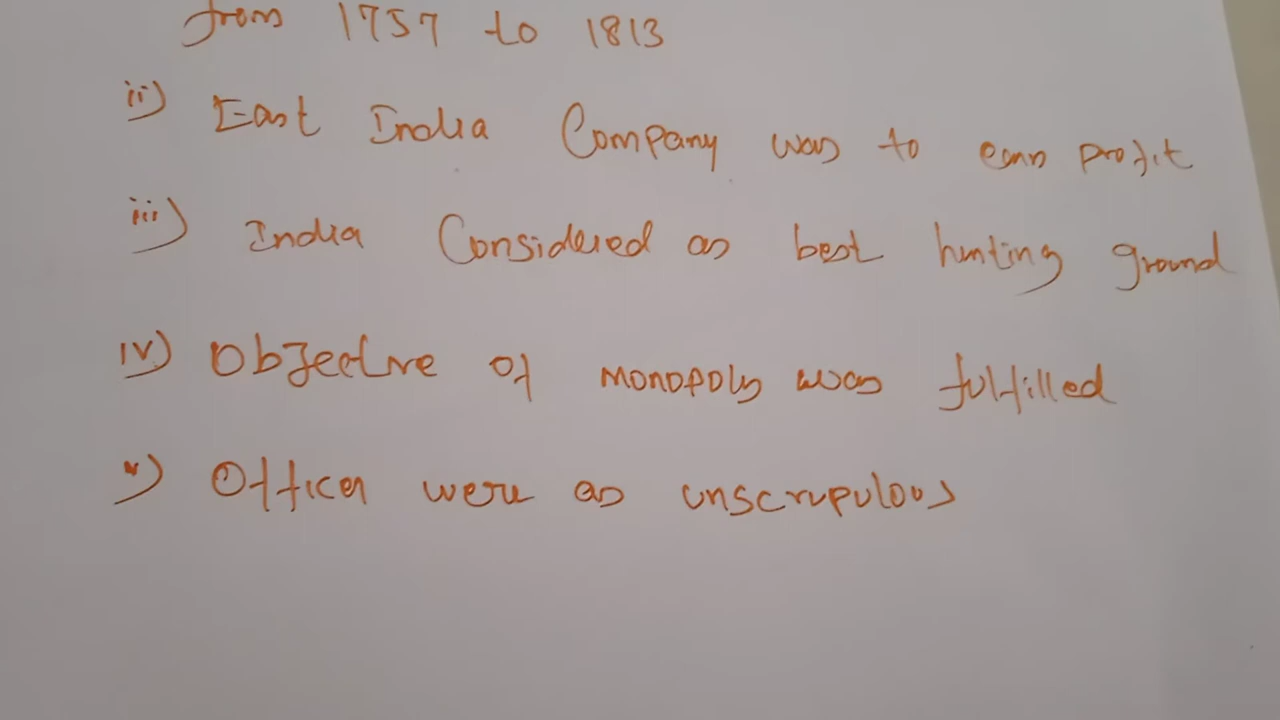 from 1757 to 1813
ii) East India Company was to earn profit
iii) India Considered as best hunting ground
iv) Objective of monopoly was fulfilled
v) Officer were as unscrupulous